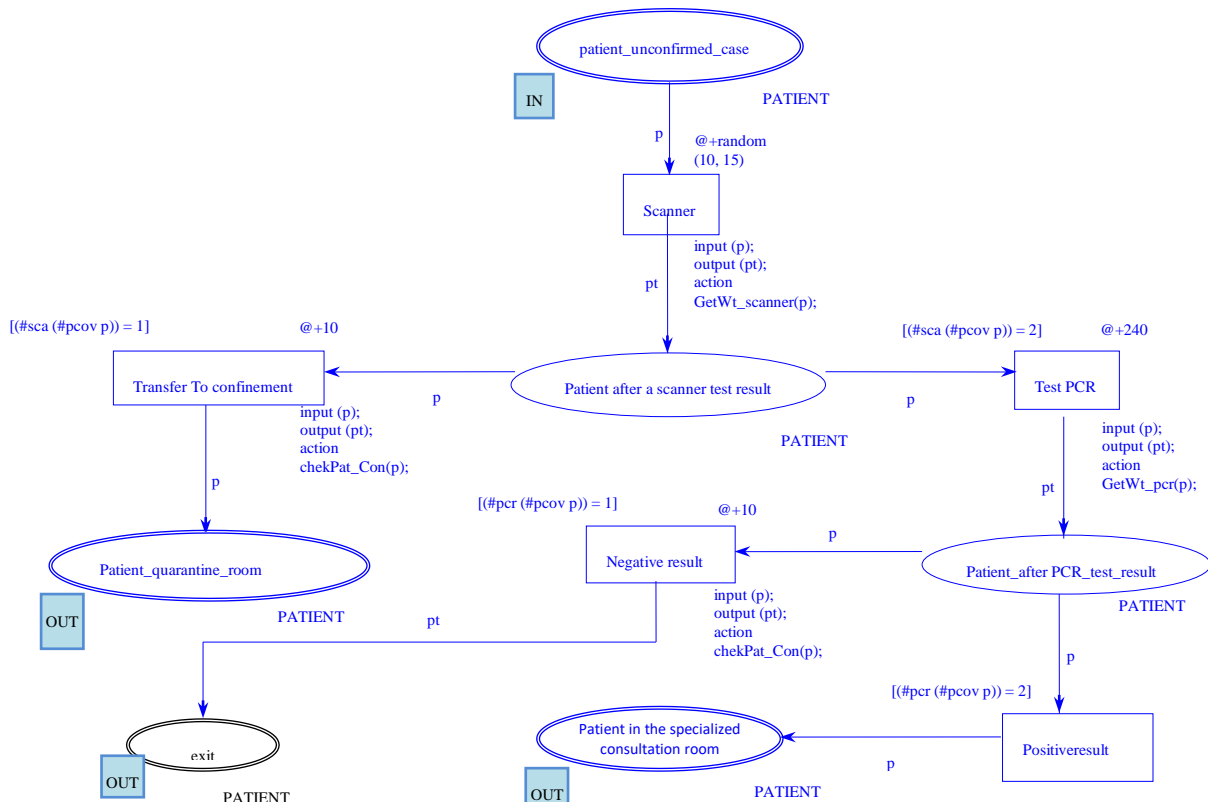 patient_unconfirmed_case
IN
PATIENT
p
@+random
(10, 15)
Scanner
input (p);
output (pt);
action
GetWt_scanner(p);
pt
[(#sca (#pcov p)) = 1]
@+10
[(#sca (#pcov p)) = 2]
@+240
Transfer To confinement
p
Patient after a scanner test result
p
Test PCR
PATIENT
input (p);
output (pt);
action
chekPat_Con(p);
input (p);
output (pt);
action
GetWt_pcr(p);
p
pt
[(#pcr (#pcov p)) = 1]
@+10
p
Patient_quarantine_room
Negative result
Patient_after PCR_test_result
OUT
PATIENT
PATIENT
input (p);
output (pt);
action
chekPat_Con(p);
pt
p
[(#pcr (#pcov p)) = 2]
exit
Patient in the specialized
consultation room
Positiveresult
p
OUT
PATIENT
OUT
PATIENT